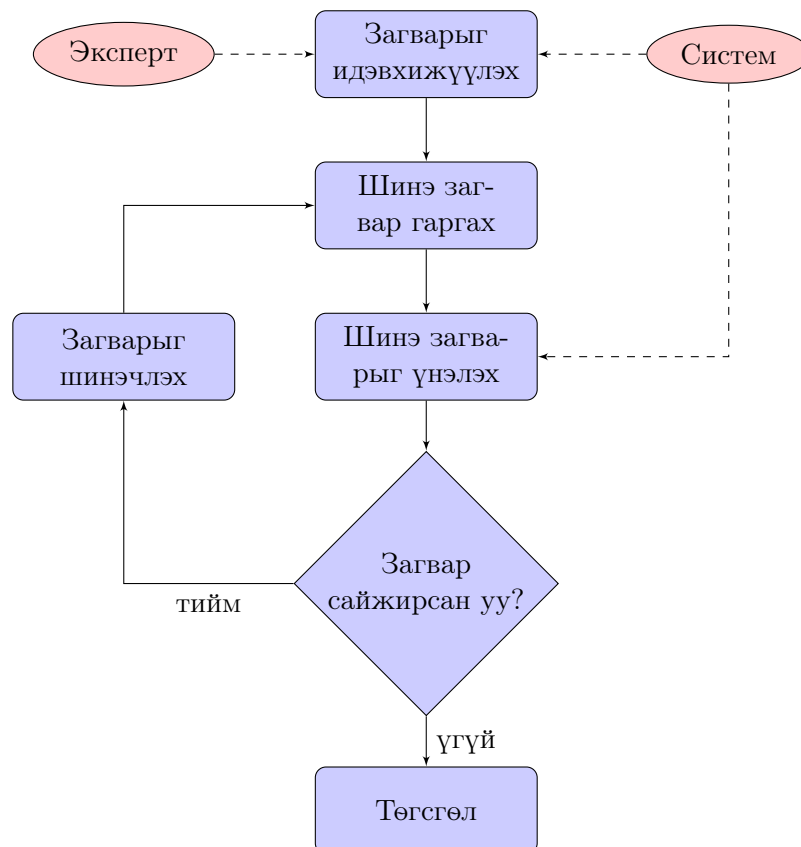 Эксперт
Загварыг
идэвхижүүлэх
Систем
Шинэ заг-
вар гаргах
Загварыг
шинэчлэх
Шинэ загва-
рыг үнэлэх
Загвар
сайжирсан уу?
тийм
үгүй
Төгсгөл